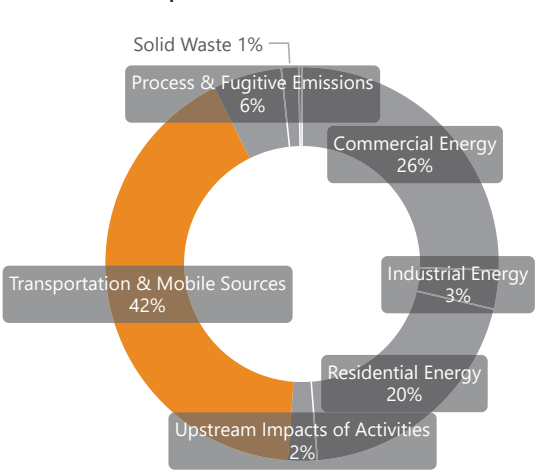 Solid Waste 1%
Process & Fugitive Emissions
6%
Commercial Energy
26%
Transportation & Mobile Sources
42%
Industrial Energy
3%
Residential Energy
20%
Upstream Impacts of Activities
2%